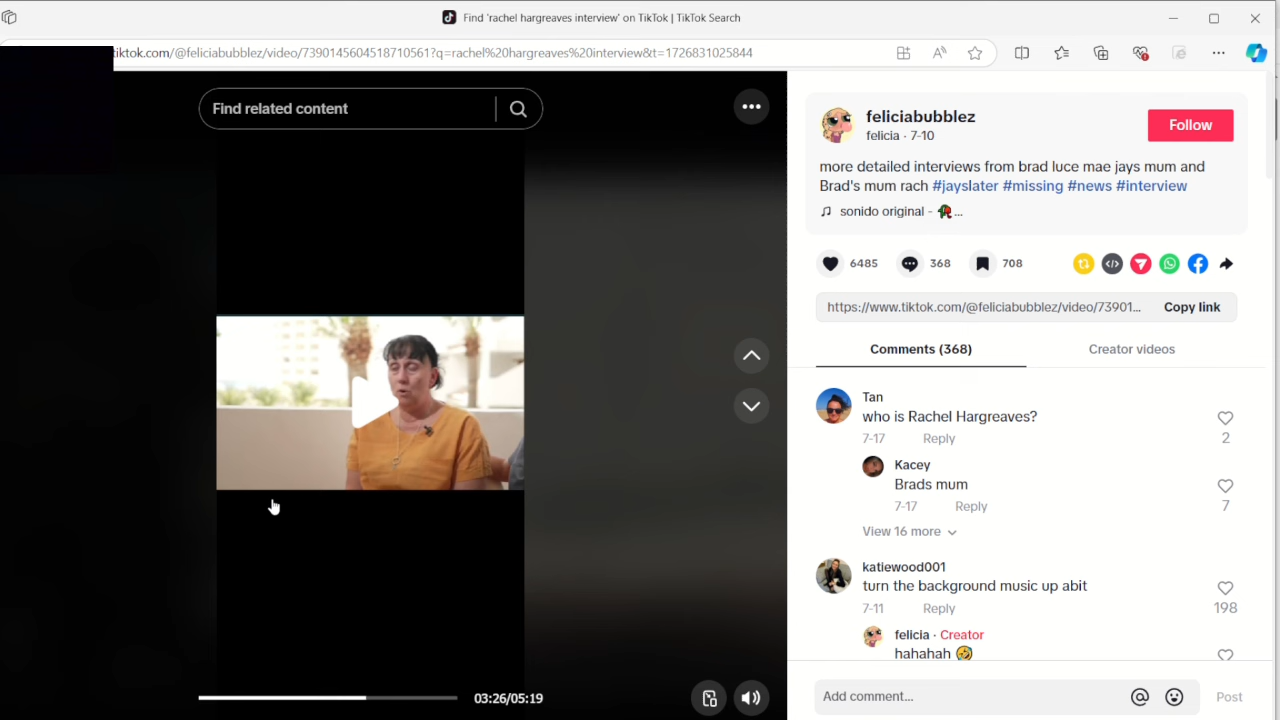 Find 'rachel hargreaves interview' on TikTok | TikTok Search
iktok.com/@feliciabubblez/video/7390145604518710561?q=rachel%20hargreaves%20interview&t=1726831025844
Find related content
feliciabubblez
felicia · 7-10
Follow
more detailed interviews from brad luce mae jays mum and
Brad's mum rach #jayslater #missing #news #interview
sonido original - ...
6485
368
708
https://www.tiktok.com/@feliciabubblez/video/73901...
Copy link
Comments (368)
Creator videos
Tan
who is Rachel Hargreaves?
7-17 Reply
2
Kacey
Brads mum
7-17 Reply
7
View 16 more
katiewood001
turn the background music up abit
7-11 Reply
198
felicia · Creator
hahahah 🤣
03:26/05:19
Add comment...
Post